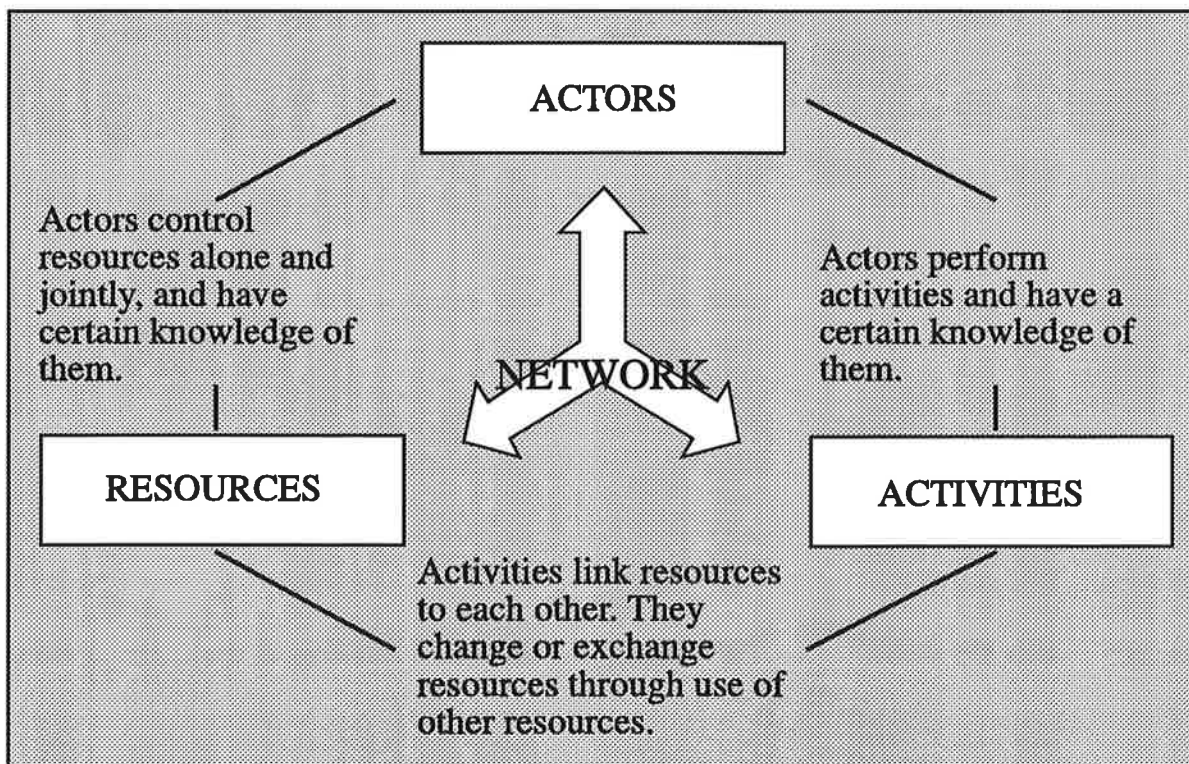 ACTORS
Actors control
resources alone and
jointly, and have
certain knowledge of
them.
Actors perform
activities and have a
certain knowledge of
them.
NETWORK
RESOURCES
ACTIVITIES
Activities link resources
to each other. They
change or exchange
resources through use of
other resources.